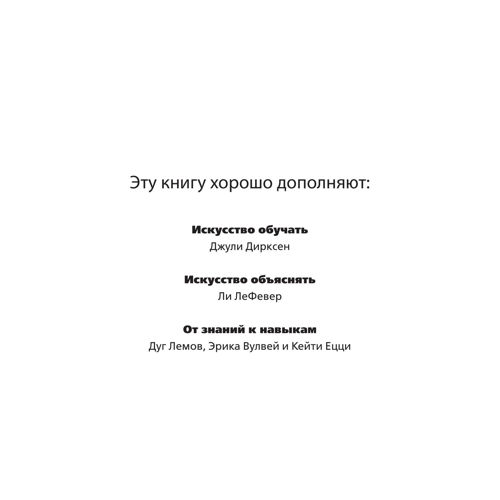 Эту книгу хорошо дополняют:
Искусство обучать
Джули Дирксен
Искусство объяснять
Ли ЛеФевер
От знаний к навыкам
Дуг Лемов, Эрика Вулвей и Кейти Ецци